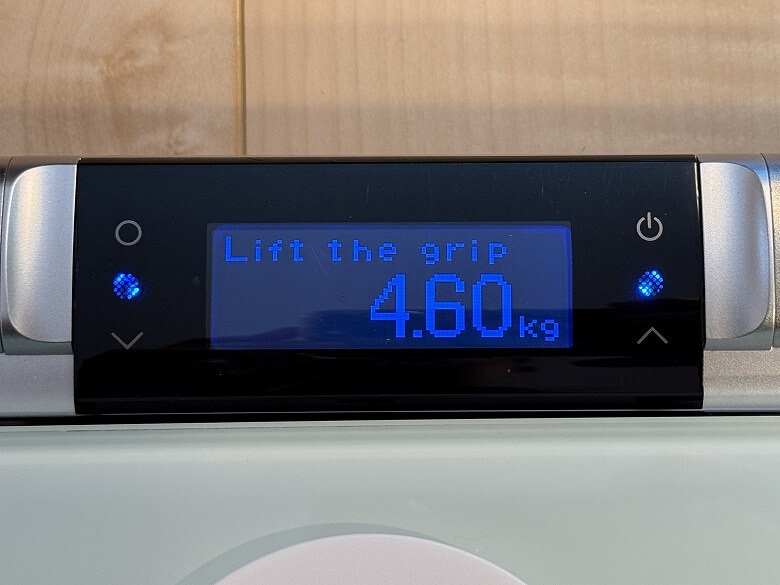 Lift the grip
4.60kg